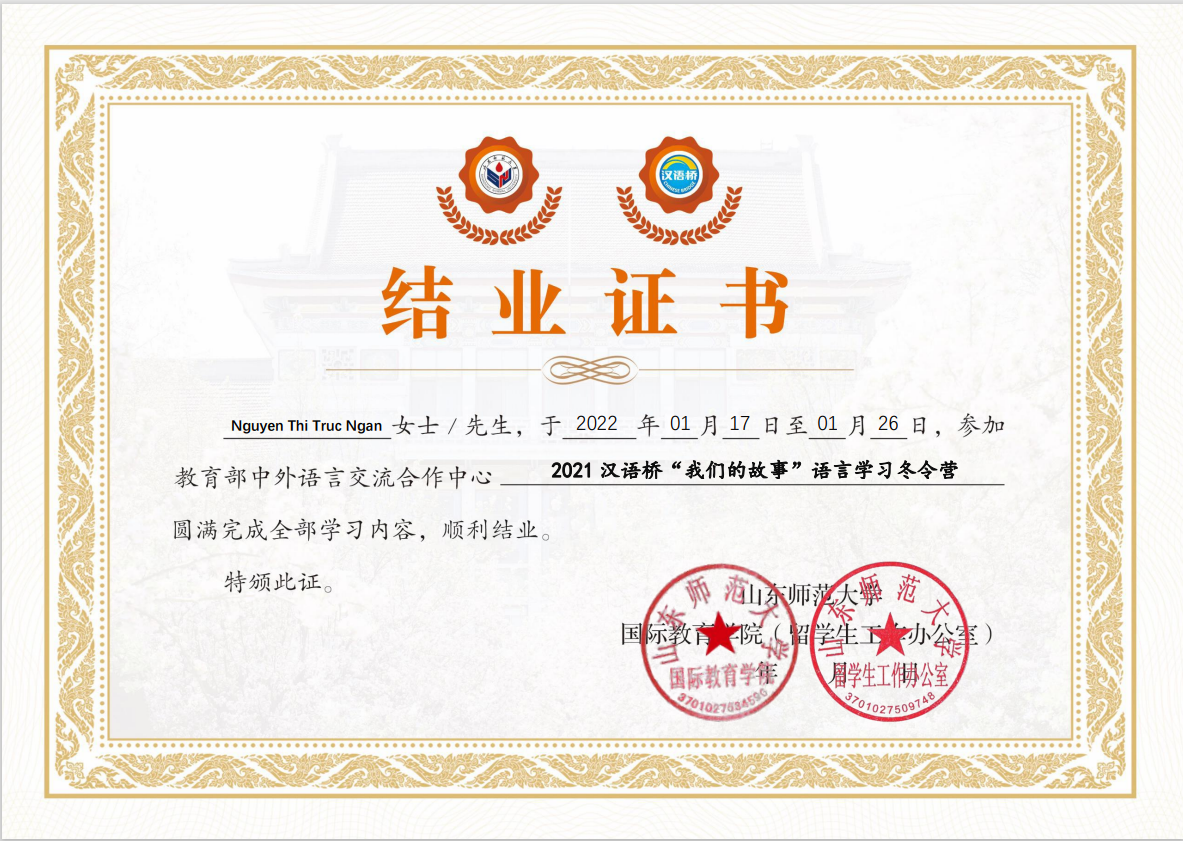 汉语桥
CHINESE BRIDGE
结业证书
Nguyen Thi Truc Ngan 女士/先生，于 2022 年 01 月 17 日至 01 月 26 日，参加
教育部中外语言交流合作中心 2021 汉语桥“我们的故事”语言学习冬令营
圆满完成全部学习内容，顺利结业。
特颁此证。
山东师范大学
国际教育学院（留学生工作办公室）
年 月 日
山东师范大学
国际教育学院
山东师范大学
留学生工作办公室
3701027509748